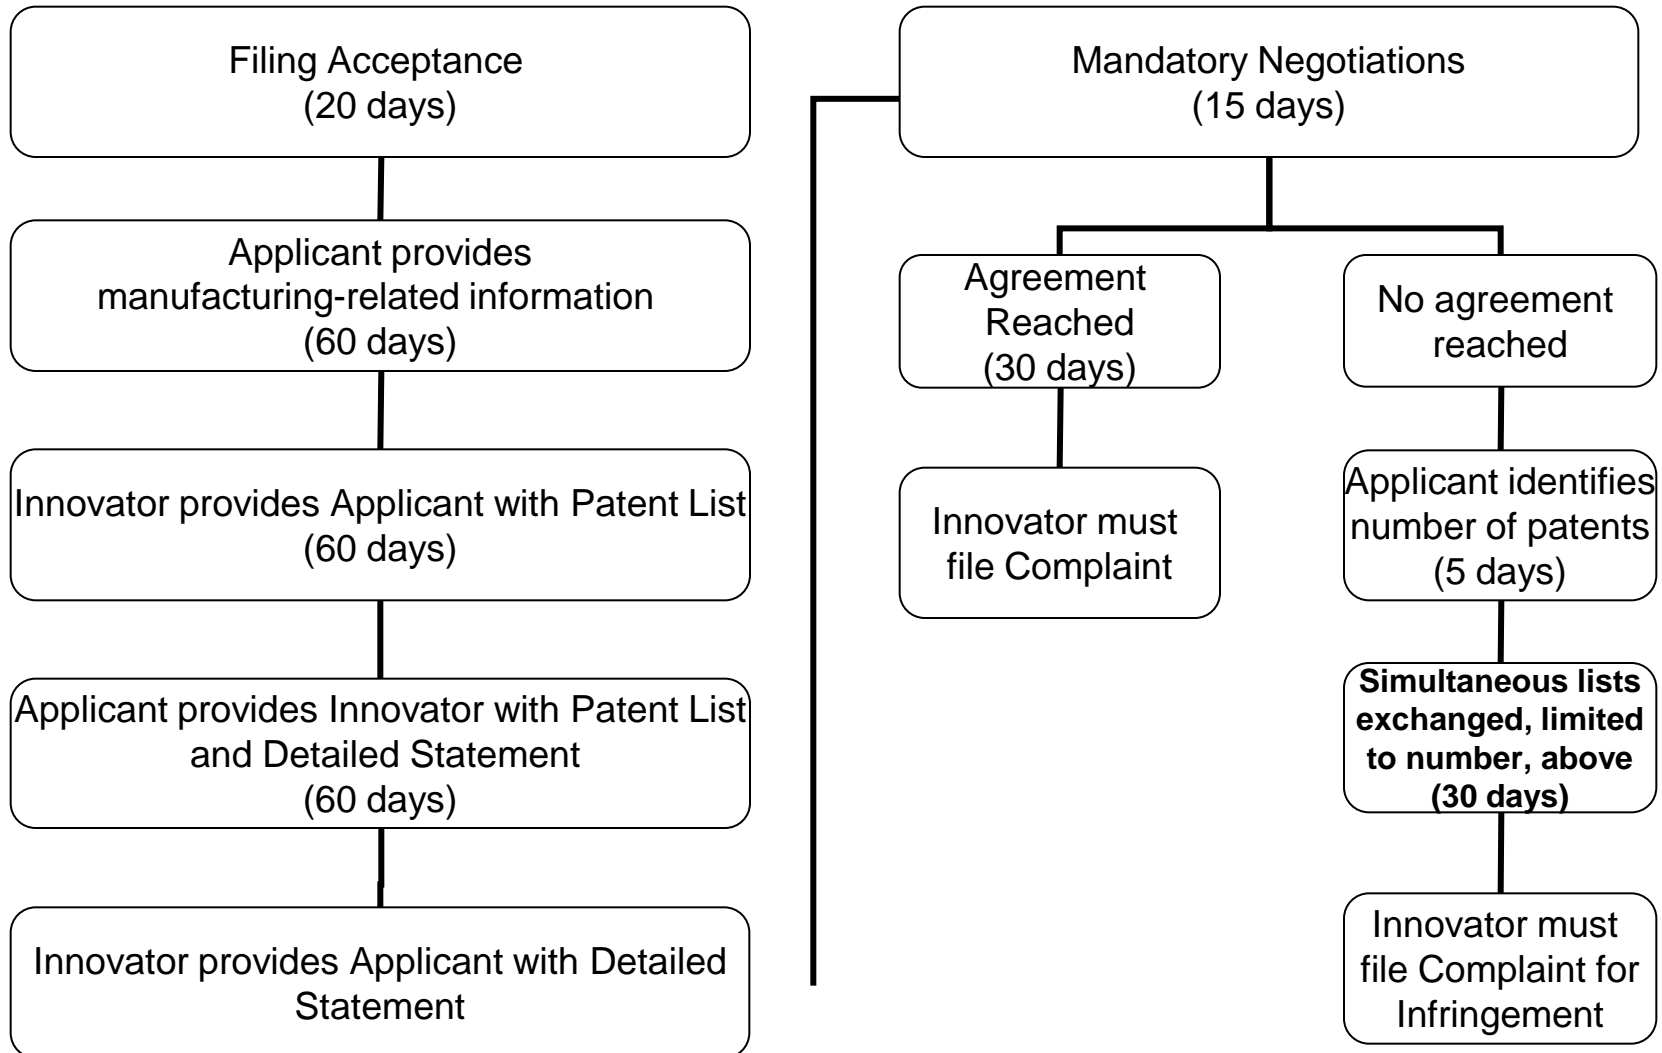 Filing Acceptance
(20 days)
Applicant provides
manufacturing-related information
(60 days)
Innovator provides Applicant with Patent List
(60 days)
Applicant provides Innovator with Patent List
and Detailed Statement
(60 days)
Innovator provides Applicant with Detailed
Statement
Mandatory Negotiations
(15 days)
Agreement
Reached
(30 days)
Innovator must
file Complaint
No agreement
reached
Applicant identifies
number of patents
(5 days)
Simultaneous lists
exchanged, limited
to number, above
(30 days)
Innovator must
file Complaint for
Infringement